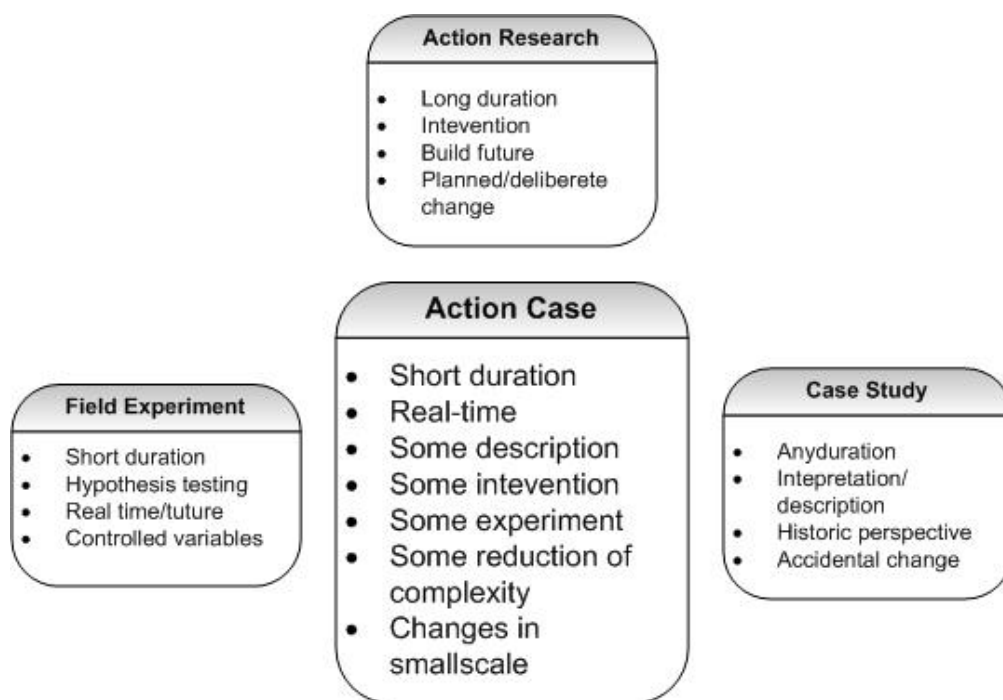 Action Research
Long duration
Intevention
Build future
Planned/deliberete
change
Action Case
Short duration
Real-time
Some description
Some intevention
Some experiment
Some reduction of
complexity
Changes in
smallscale
Field Experiment
Short duration
Hypothesis testing
Real time/tuture
Controlled variables
Case Study
Anyduration
Intepretation/
description
Historic perspective
Accidental change